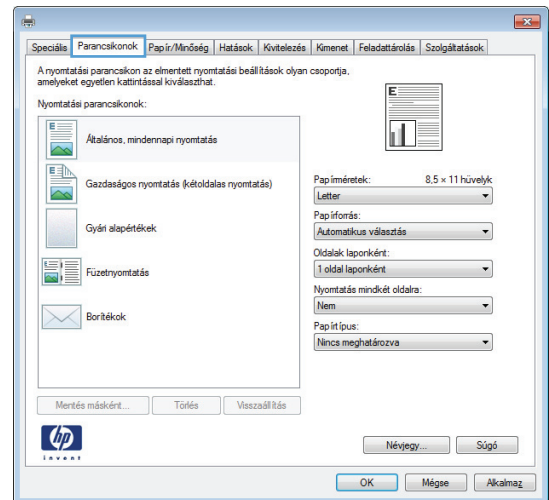 Speciális Parancsikonok Papír/Minőség Hatások Kivitelezés Kimenet Feladattárolás Szolgáltatások
A nyomtatási parancsikon az elmentett nyomtatási beállítások olyan csoportja,
amelyeket egyetlen kattintással kiválaszthat.
Nyomtatási parancsikonok:
Általános, mindennapi nyomtatás
Gazdaságos nyomtatás (kétoldalas nyomtatás)
Gyári alapértékek
Füzetnyomtatás
Borítékok
E
Papírméretek: 8,5 × 11 hüvelyk
Letter
Papírforrás:
Automatikus választás
Oldalak laponként:
1 oldal laponként
Nyomtatás mindkét oldalra:
Nem
Papírtípus:
Nincs meghatározva
Mentés másként... Törlés Visszaállítás
hp
invent
Névjegy... Súgó
OK Mégse Alkalmaz